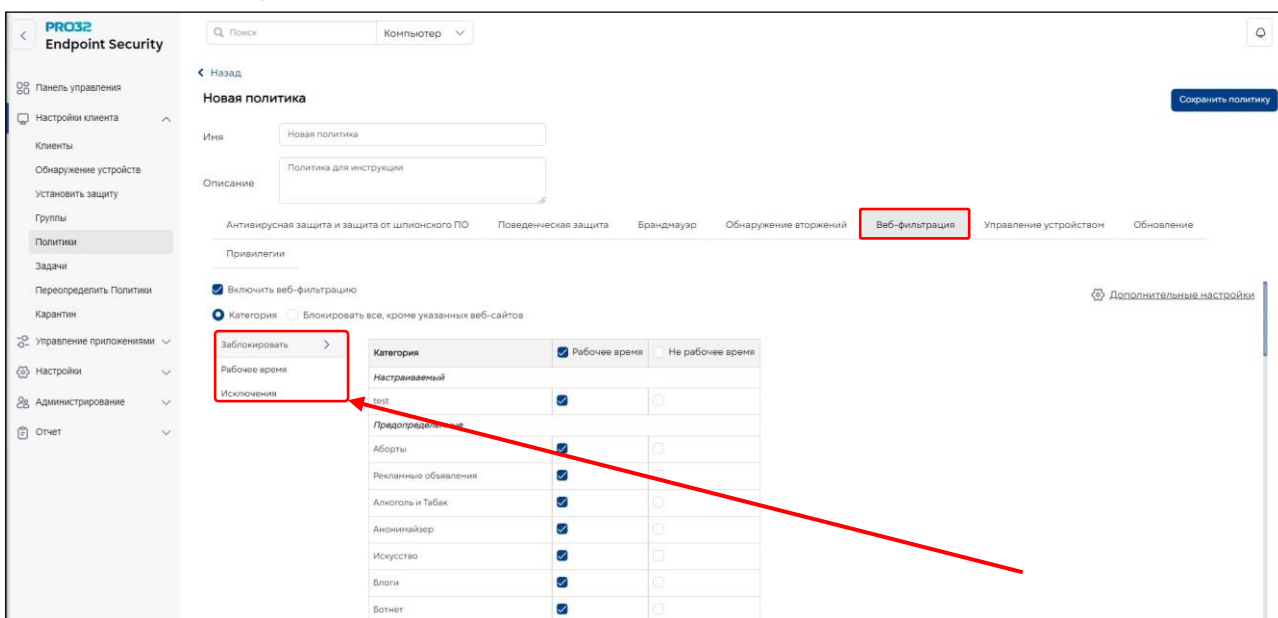 PRO32
Endpoint Security
Поиск
Компьютер
Назад
Новая политика
Сохранить политику
Имя
Новая политика
Описание
Политика для инструкции
Панель управления
Настройки клиента
Клиенты
Обнаружение устройств
Установить защиту
Группы
Политики
Задачи
Переопределить Политики
Карантин
Управление приложениями
Настройки
Администрирование
Отчет
Антивирусная защита и защита от шпионского ПО
Поведенческая защита
Брандмауэр
Обнаружение вторжений
Веб-фильтрация
Управление устройством
Обновление
Привилегии
Включить веб-фильтрацию
Дополнительные настройки
Категория
Блокировать все, кроме указанных веб-сайтов
Заблокировать
Рабочее время
Исключения
Категория
Рабочее время
Не рабочее время
Настраиваемый
test
Предопределенные
Аборты
Рекламные объявления
Алкоголь и Табак
Анонимайзер
Искусство
Блоги
Ботнет